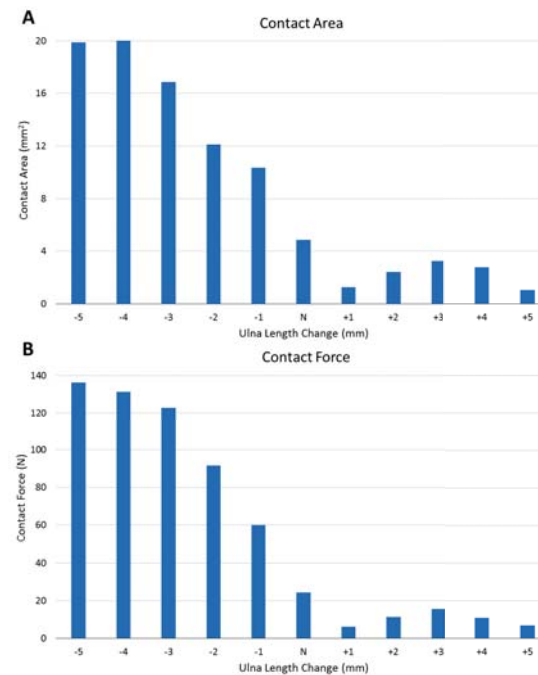 A
Contact Area
20
16
12
8
4
0
Contact Area (mm²)
-5 -4 -3 -2 -1 N +1 +2 +3 +4 +5
Ulna Length Change (mm)
B
Contact Force
140
120
100
80
60
40
20
0
Contact Force (N)
-5 -4 -3 -2 -1 N +1 +2 +3 +4 +5
Ulna Length Change (mm)